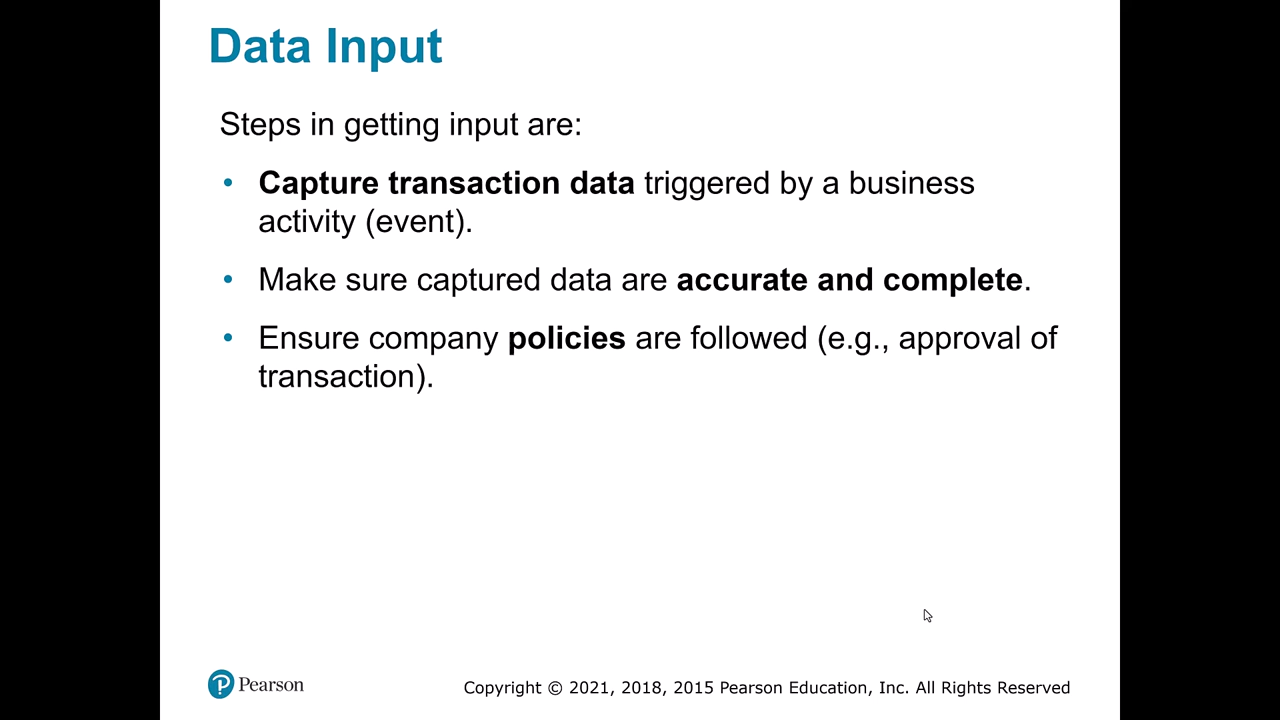 Data Input
Steps in getting input are:
• Capture transaction data triggered by a business
activity (event).
• Make sure captured data are accurate and complete.
• Ensure company policies are followed (e.g., approval of
transaction).
Pearson
Copyright © 2021, 2018, 2015 Pearson Education, Inc. All Rights Reserved